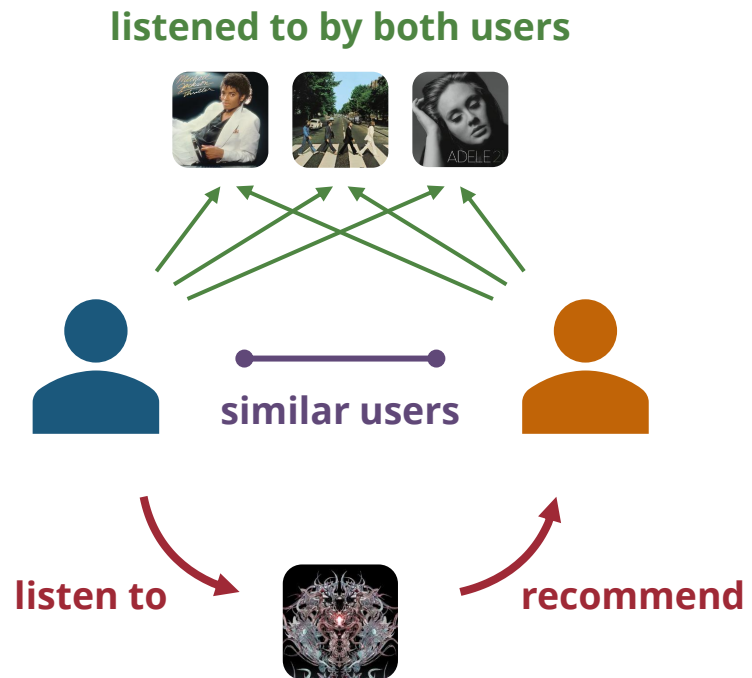 listened to by both users
ADELE 21
similar users
listen to
recommend